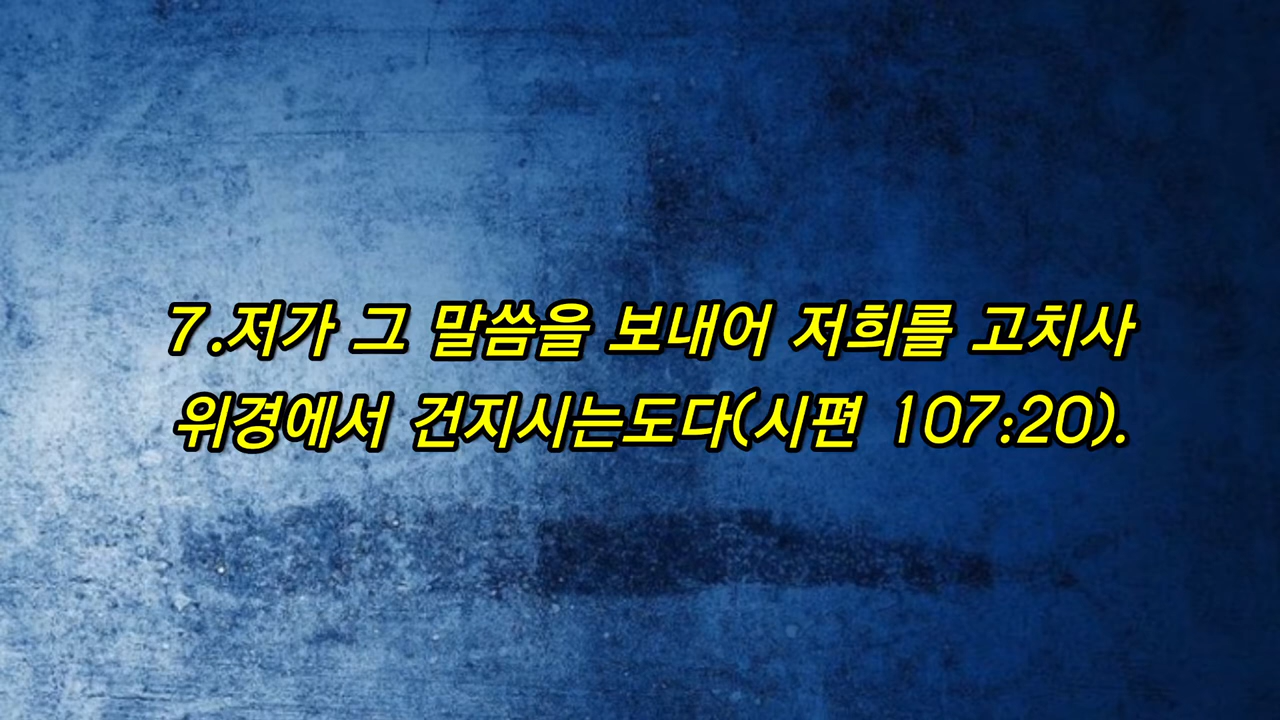 7.저가 그 말씀을 보내어 저희를 고치사
위경에서 건지시는도다(시편 107:20).